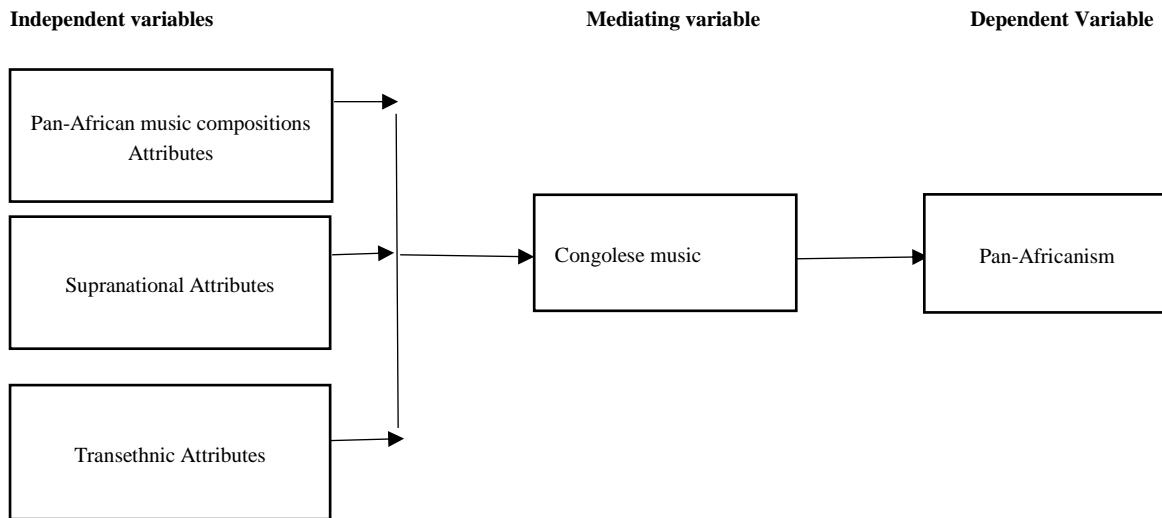 Independent variables
Mediating variable
Dependent Variable
Pan-African music compositions
Attributes
Supranational Attributes
Congolese music
Pan-Africanism
Transethnic Attributes